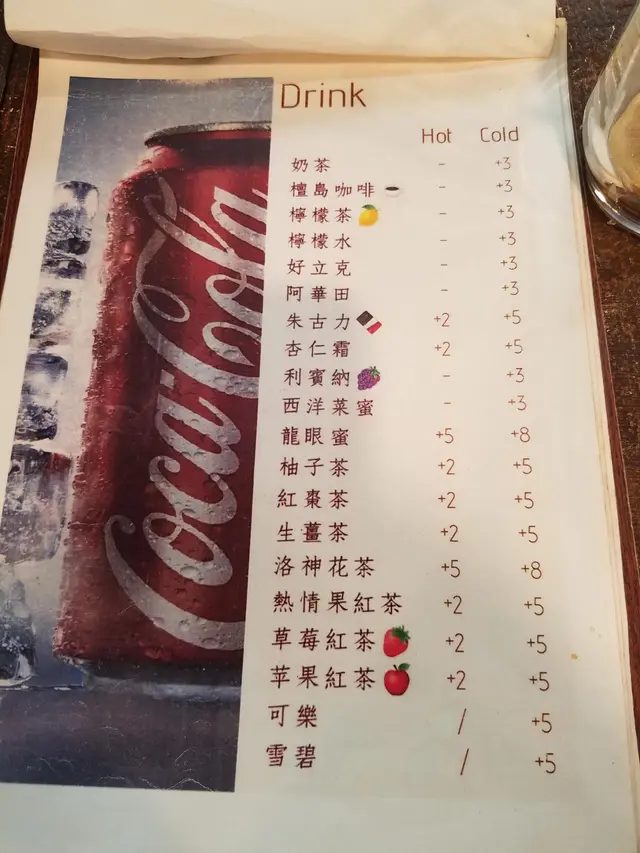 Coca-Cola
Drink
Hot Cold
奶茶 - +3
檀島咖啡 - +3
檸檬茶 - +3
檸檬水 - +3
好立克 - +3
阿華田 - +3
朱古力 +2 +5
杏仁霜 +2 +5
利賓納 - +3
西洋菜蜜 - +3
龍眼蜜 +5 +8
柚子茶 +2 +5
紅棗茶 +2 +5
生薑茶 +2 +5
洛神花茶 +5 +8
熱情果紅茶 +2 +5
草莓紅茶 +2 +5
苹果紅茶 +2 +5
可樂 / +5
雪碧 / +5